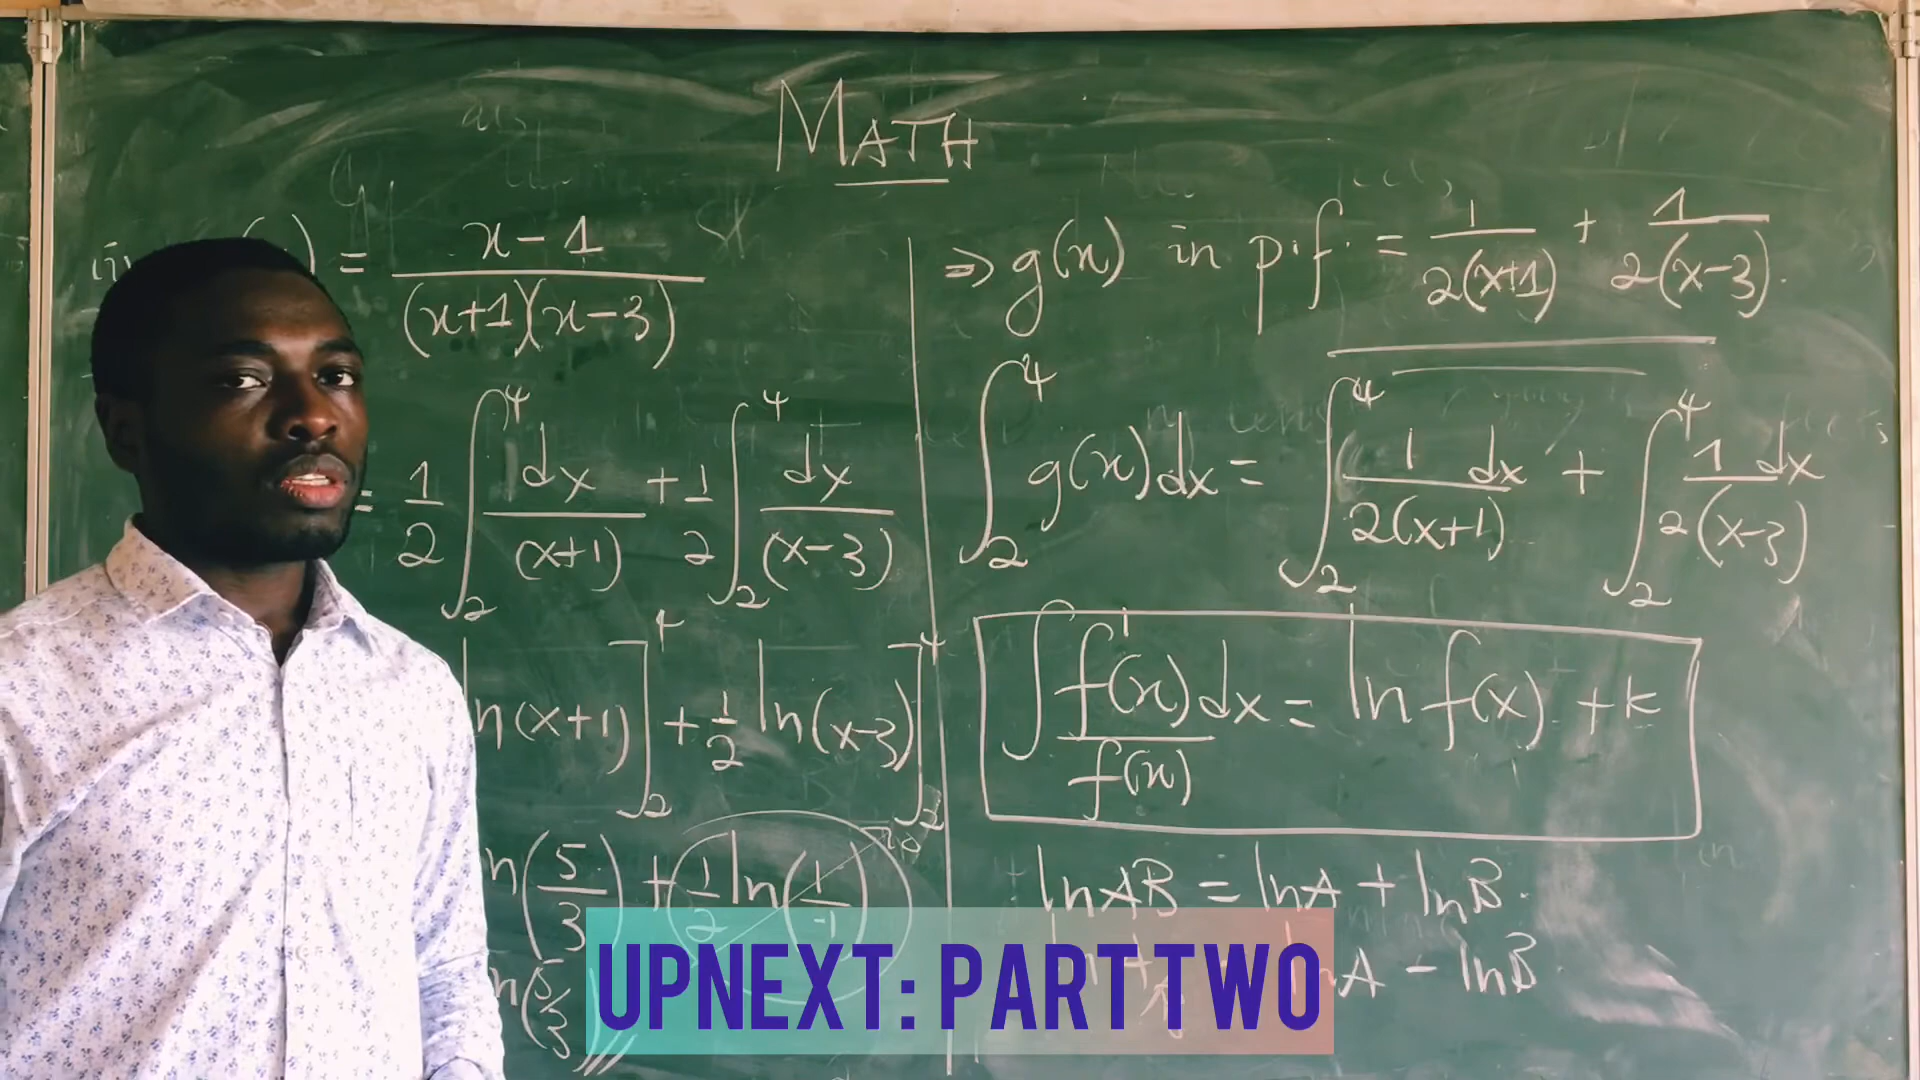 MATH
= x-1 / (x+1)(x-3)
= 1/2 ∫₂⁴ dx/(x+1) + 1/2 ∫₂⁴ dx/(x-3)
ln(x+1)]₂⁴ + 1/2 ln(x-3)]₂⁴
n(5/3) + 1/2 ln(1/-1)
n(5/3)
⇒ g(x) in p.f. = 1/2(x+1) + 1/2(x-3).
∫₂⁴ g(x)dx = ∫₂⁴ 1/2(x+1) dx + ∫₂⁴ 1/2(x-3) dx
∫ f'(x)/f(x) dx = ln f(x) + k
ln AB = ln A + ln B.
ln A - ln B
UPNEXT: PART TWO